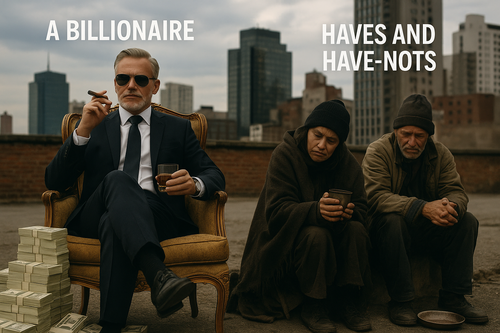 A BILLIONAIRE
HAVES AND
HAVE-NOTS